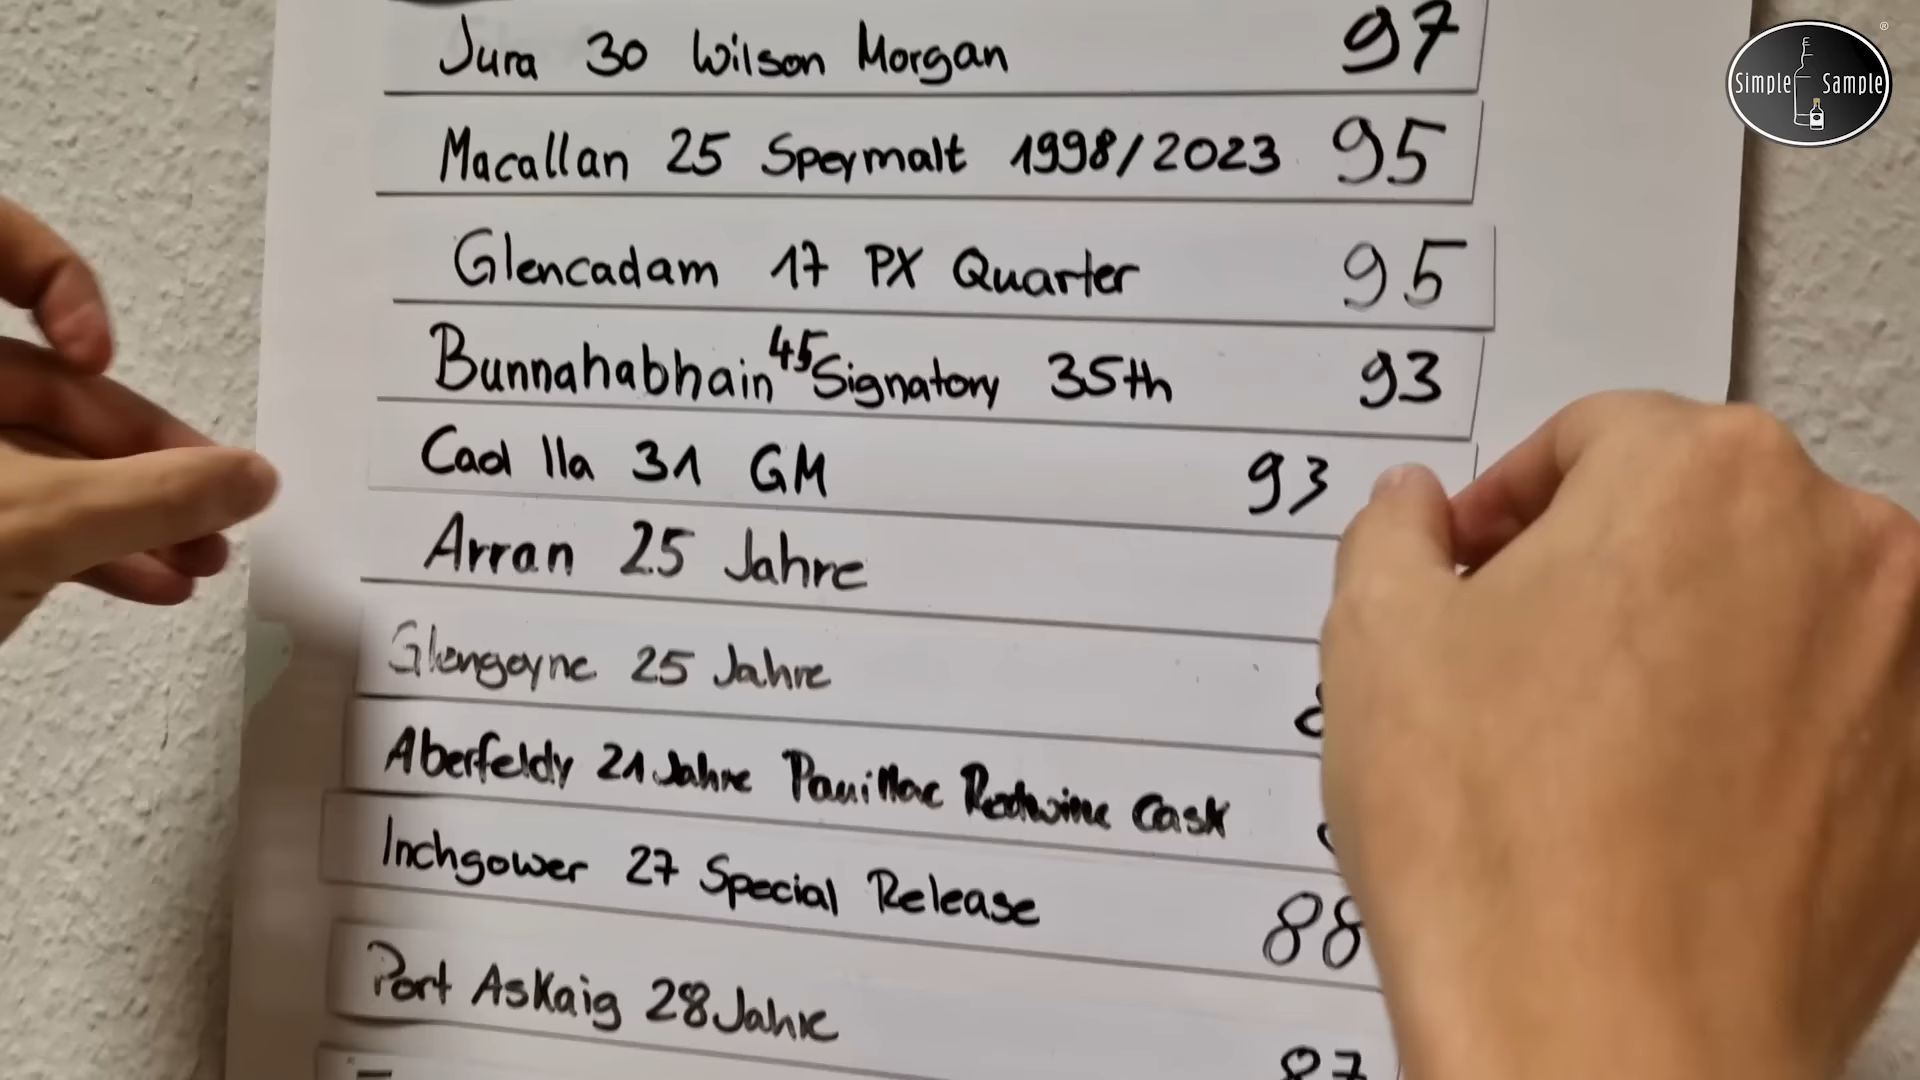 Jura 30 Wilson Morgan 97
Simple Sample ®
Macallan 25 Speymalt 1998/2023 95
Glencadam 17 PX Quarter 95
Bunnahabhain 45 Signatory 35th 93
Caol Ila 31 GM 93
Arran 25 Jahre
Glengoyne 25 Jahre
Aberfeldy 21 Jahre Pauillac Redwine Cask
Inchgower 27 Special Release 88
Port Askaig 28 Jahre
87